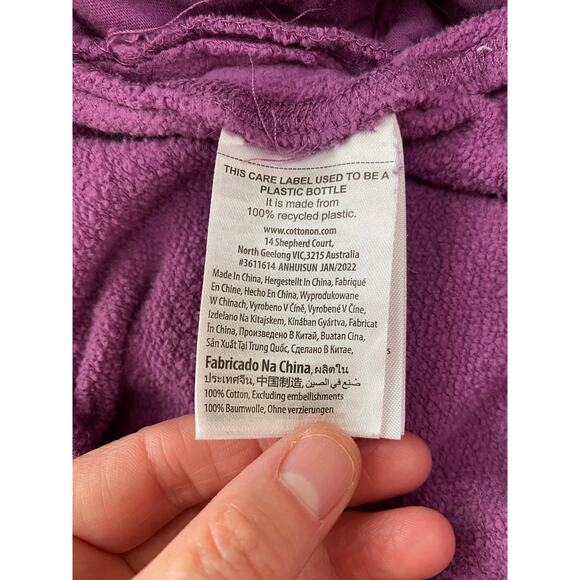 THIS CARE LABEL USED TO BE A
PLASTIC BOTTLE
It is made from
100% recycled plastic.
www.cottonon.com
14 Shepherd Court,
North Geelong VIC,3215 Australia
#3611614 ANHUISUN JAN/2022
Made In China, Hergestellt In China, Fabriqué
En Chine, Hecho En China, Wyprodukowane
W Chinach, Vyrobeno V Číně, Vyrobené V Číne,
Izdelano Na Kitajskem, Kínában Gyártva, Fabricat
În China, Произведено В Китай, Buatan Cina,
Sản Xuất Tại Trung Quốc, Сделано В Китае,
Fabricado Na China, ผลิตใน
ประเทศจีน, 中国制造, صُنع في الصين
100% Cotton, Excluding embellishments
100% Baumwolle, Ohne verzierungen
s